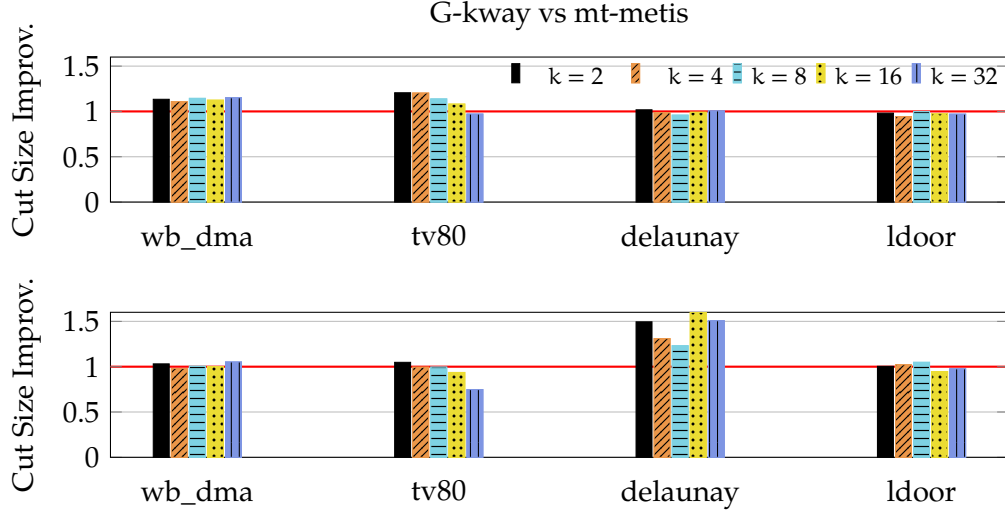 G-kway vs mt-metis
Cut Size Improv.
1.5
1
0.5
0
k = 2
k = 4
k = 8
k = 16
k = 32
wb_dma
tv80
delaunay
ldoor
Cut Size Improv.
1.5
1
0.5
0
wb_dma
tv80
delaunay
ldoor